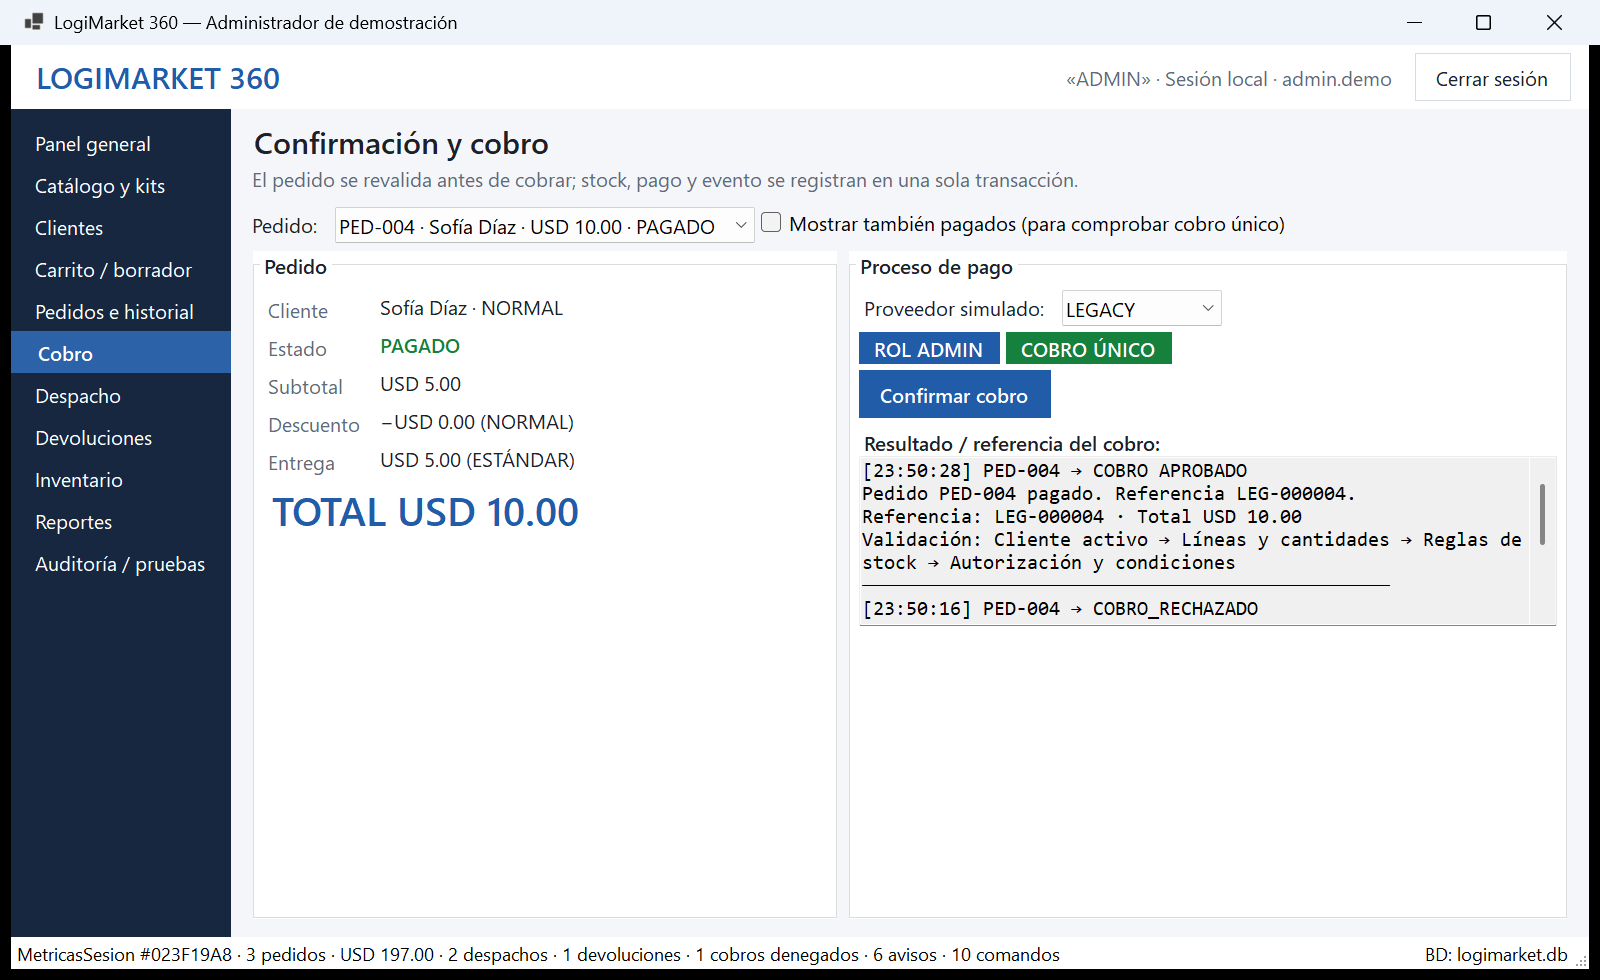 LogiMarket 360 — Administrador de demostración
LOGIMARKET 360
«ADMIN» · Sesión local · admin.demo
Cerrar sesión
Panel general
Catálogo y kits
Clientes
Carrito / borrador
Pedidos e historial
Cobro
Despacho
Devoluciones
Inventario
Reportes
Auditoría / pruebas
Confirmación y cobro
El pedido se revalida antes de cobrar; stock, pago y evento se registran en una sola transacción.
Pedido: PED-004 · Sofía Díaz · USD 10.00 · PAGADO
Mostrar también pagados (para comprobar cobro único)
Pedido
Cliente Sofía Díaz · NORMAL
Estado PAGADO
Subtotal USD 5.00
Descuento −USD 0.00 (NORMAL)
Entrega USD 5.00 (ESTÁNDAR)
TOTAL USD 10.00
Proceso de pago
Proveedor simulado: LEGACY
ROL ADMIN COBRO ÚNICO
Confirmar cobro
Resultado / referencia del cobro:
[23:50:28] PED-004 → COBRO APROBADO
Pedido PED-004 pagado. Referencia LEG-000004.
Referencia: LEG-000004 · Total USD 10.00
Validación: Cliente activo → Líneas y cantidades → Reglas de
stock → Autorización y condiciones
[23:50:16] PED-004 → COBRO_RECHAZADO
MetricasSesion #023F19A8 · 3 pedidos · USD 197.00 · 2 despachos · 1 devoluciones · 1 cobros denegados · 6 avisos · 10 comandos
BD: logimarket.db